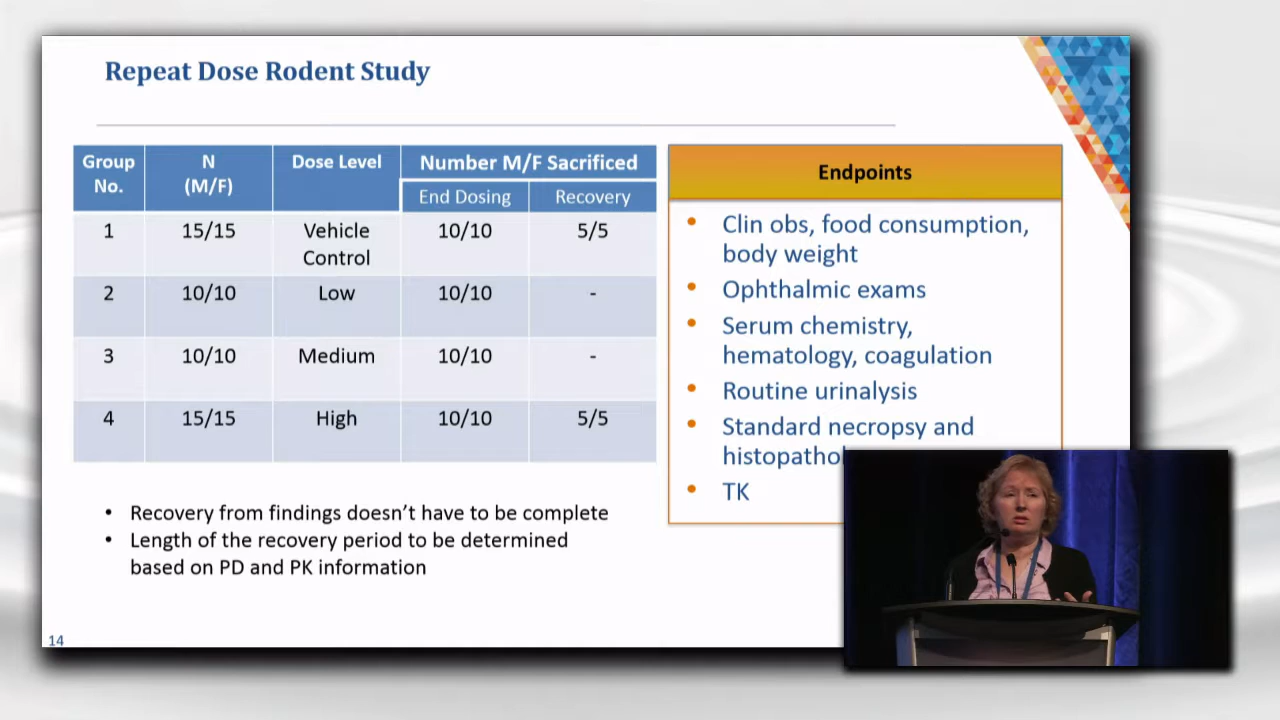 Repeat Dose Rodent Study
Group No.
N (M/F)
Dose Level
Number M/F Sacrificed
End Dosing
Recovery
1
15/15
Vehicle Control
10/10
5/5
2
10/10
Low
10/10
-
3
10/10
Medium
10/10
-
4
15/15
High
10/10
5/5
Endpoints
• Clin obs, food consumption,
body weight
• Ophthalmic exams
• Serum chemistry,
hematology, coagulation
• Routine urinalysis
• Standard necropsy and
• TK
• Recovery from findings doesn't have to be complete
• Length of the recovery period to be determined
based on PD and PK information
14